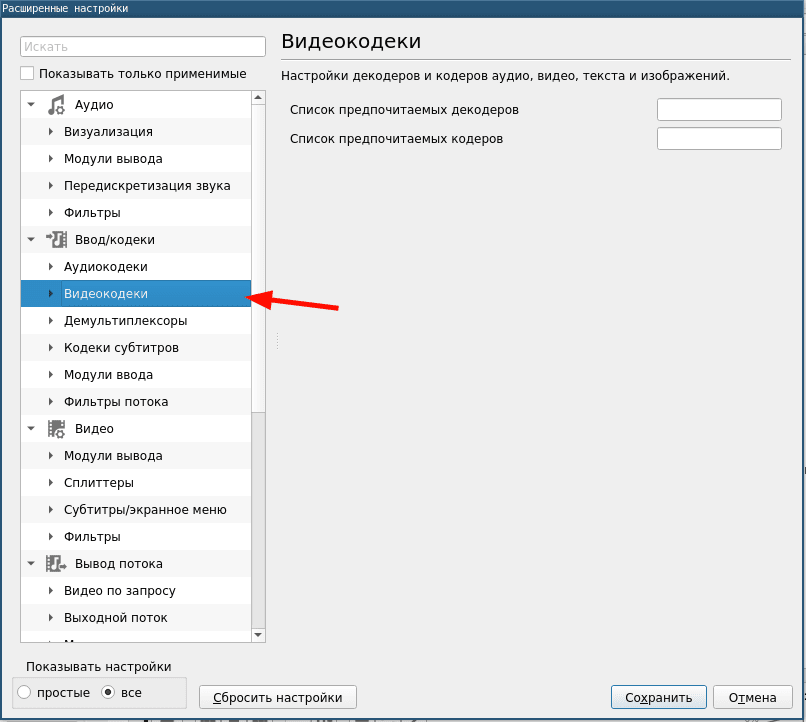 Расширенные настройки
Искать
Показывать только применимые
Аудио
Визуализация
Модули вывода
Передискретизация звука
Фильтры
Ввод/кодеки
Аудиокодеки
Видеокодеки
Демультиплексоры
Кодеки субтитров
Модули ввода
Фильтры потока
Видео
Модули вывода
Сплиттеры
Субтитры/экранное меню
Фильтры
Вывод потока
Видео по запросу
Выходной поток
Показывать настройки
простые все
Сбросить настройки
Видеокодеки
Настройки декодеров и кодеров аудио, видео, текста и изображений.
Список предпочитаемых декодеров
Список предпочитаемых кодеров
Сохранить Отмена